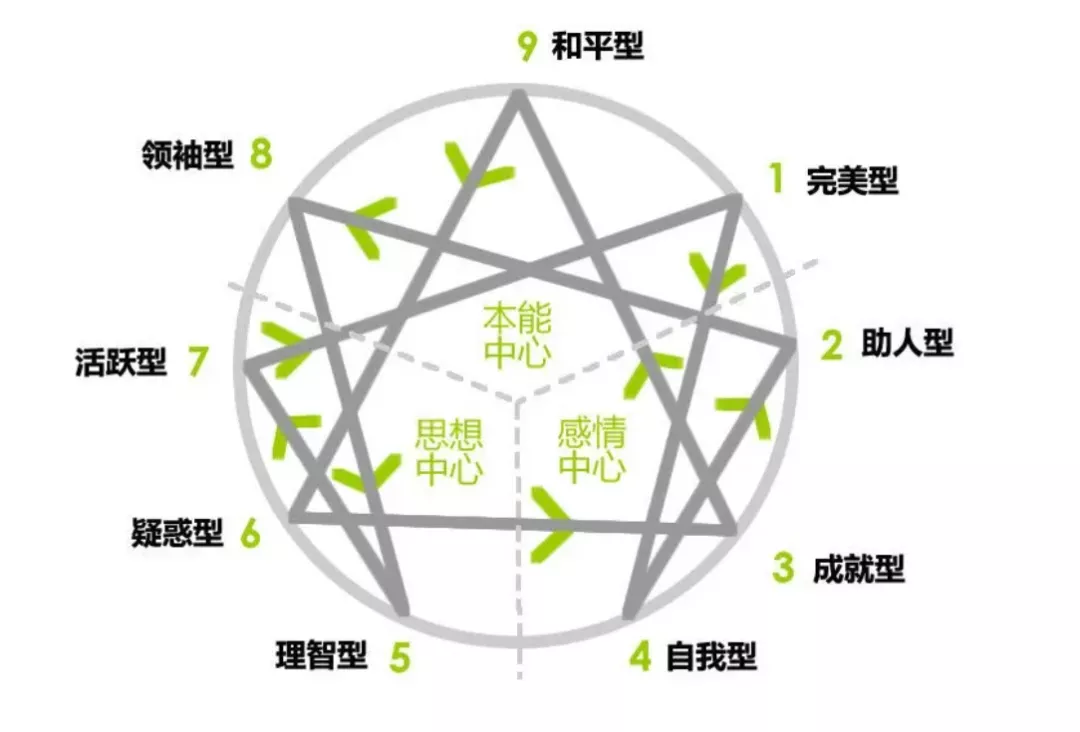 9 和平型
领袖型 8
1 完美型
本能
中心
活跃型 7
2 助人型
思想
中心
感情
中心
疑惑型 6
3 成就型
理智型 5
4 自我型